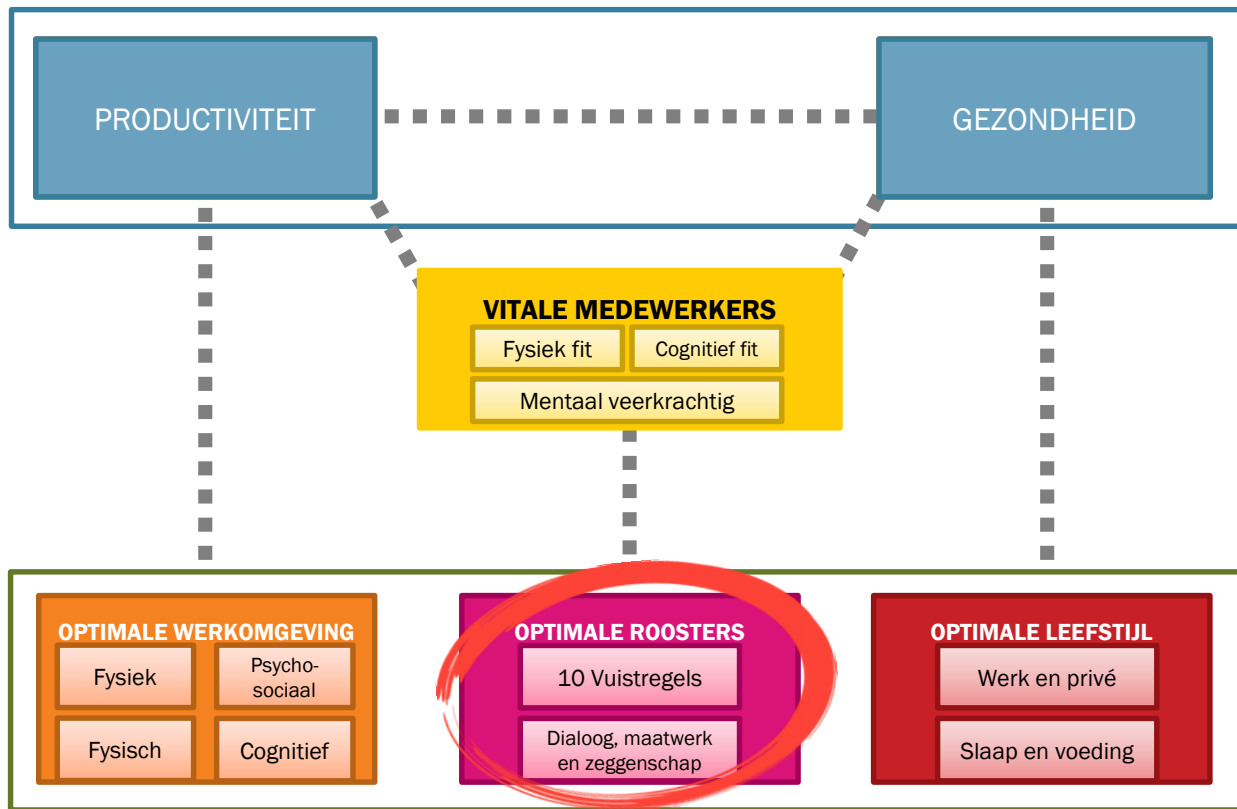 PRODUCTIVITEIT
GEZONDHEID
VITALE MEDEWERKERS
Fysiek fit
Cognitief fit
Mentaal veerkrachtig
OPTIMALE WERKOMGEVING
Fysiek
Psycho-
sociaal
Fysisch
Cognitief
OPTIMALE ROOSTERS
10 Vuistregels
Dialoog, maatwerk
en zeggenschap
OPTIMALE LEEFSTIJL
Werk en privé
Slaap en voeding